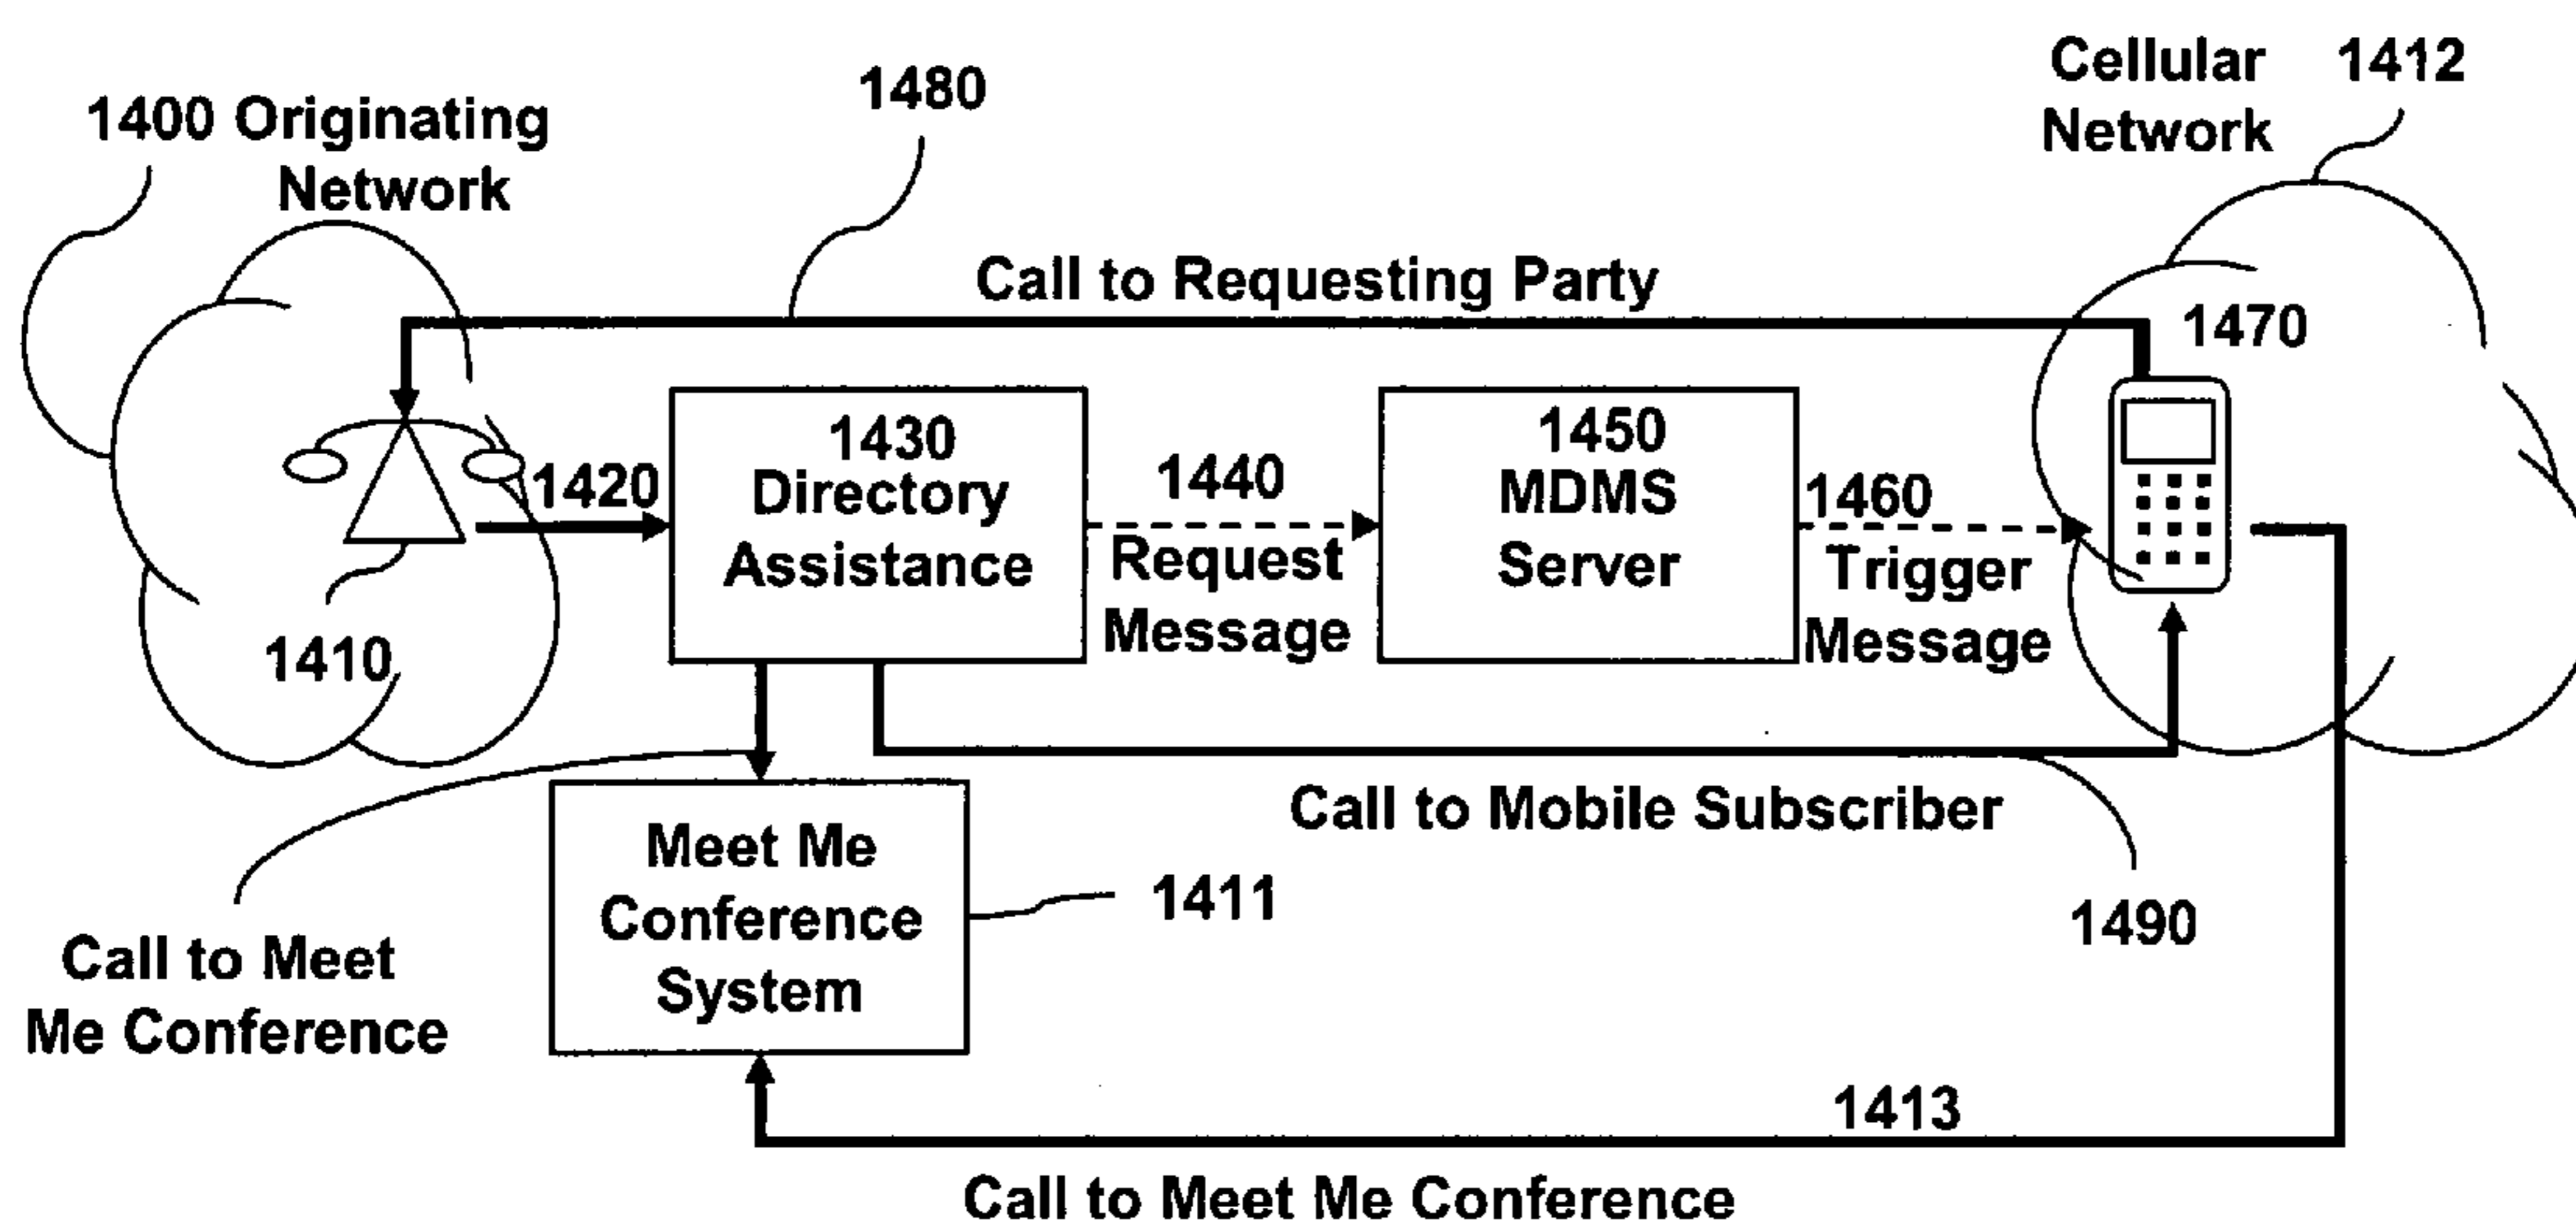 1400 Originating
Network
1480
Cellular 1412
Network
Call to Requesting Party
1470
1410
1420
1430
Directory
Assistance
1440
Request
Message
1450
MDMS
Server
1460
Trigger
Message
Call to Mobile Subscriber
1490
Call to Meet
Me Conference
Meet Me
Conference
System
1411
1413
Call to Meet Me Conference